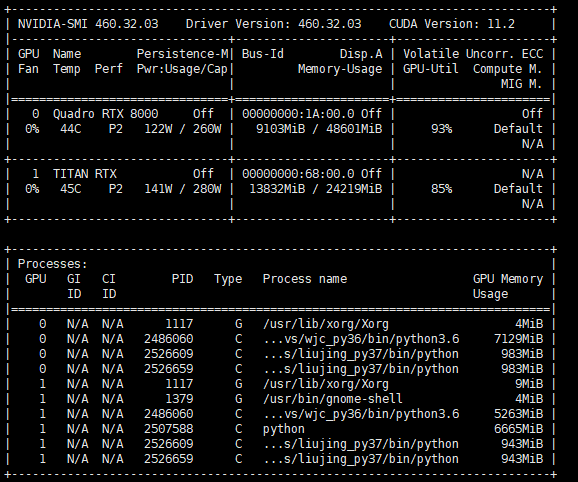 NVIDIA-SMI 460.32.03    Driver Version: 460.32.03    CUDA Version: 11.2
GPU  Name        Persistence-M| Bus-Id        Disp.A | Volatile Uncorr. ECC
Fan  Temp  Perf  Pwr:Usage/Cap|         Memory-Usage | GPU-Util  Compute M.
MIG M.
0  Quadro RTX 8000     Off  | 00000000:1A:00.0 Off |                  Off
0%   44C    P2   122W / 260W |   9103MiB / 48601MiB |     93%      Default
N/A
1  TITAN RTX           Off  | 00000000:68:00.0 Off |                  N/A
0%   45C    P2   141W / 280W |  13832MiB / 24219MiB |     85%      Default
N/A
Processes:
GPU   GI   CI        PID   Type   Process name                  GPU Memory
ID   ID                                                   Usage
0   N/A  N/A      1117      G   /usr/lib/xorg/Xorg                  4MiB
0   N/A  N/A   2486060      C   ...vs/wjc_py36/bin/python3.6     7129MiB
0   N/A  N/A   2526609      C   ...s/liujing_py37/bin/python      983MiB
0   N/A  N/A   2526659      C   ...s/liujing_py37/bin/python      983MiB
1   N/A  N/A      1117      G   /usr/lib/xorg/Xorg                  9MiB
1   N/A  N/A      1379      G   /usr/bin/gnome-shell                4MiB
1   N/A  N/A   2486060      C   ...vs/wjc_py36/bin/python3.6     5263MiB
1   N/A  N/A   2507588      C   python                           6665MiB
1   N/A  N/A   2526609      C   ...s/liujing_py37/bin/python      943MiB
1   N/A  N/A   2526659      C   ...s/liujing_py37/bin/python      943MiB